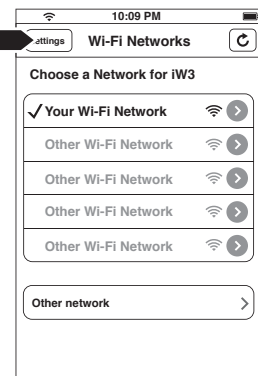 10:09 PM
ettings Wi-Fi Networks
Choose a Network for iW3
Your Wi-Fi Network
Other Wi-Fi Network
Other Wi-Fi Network
Other Wi-Fi Network
Other Wi-Fi Network
Other network